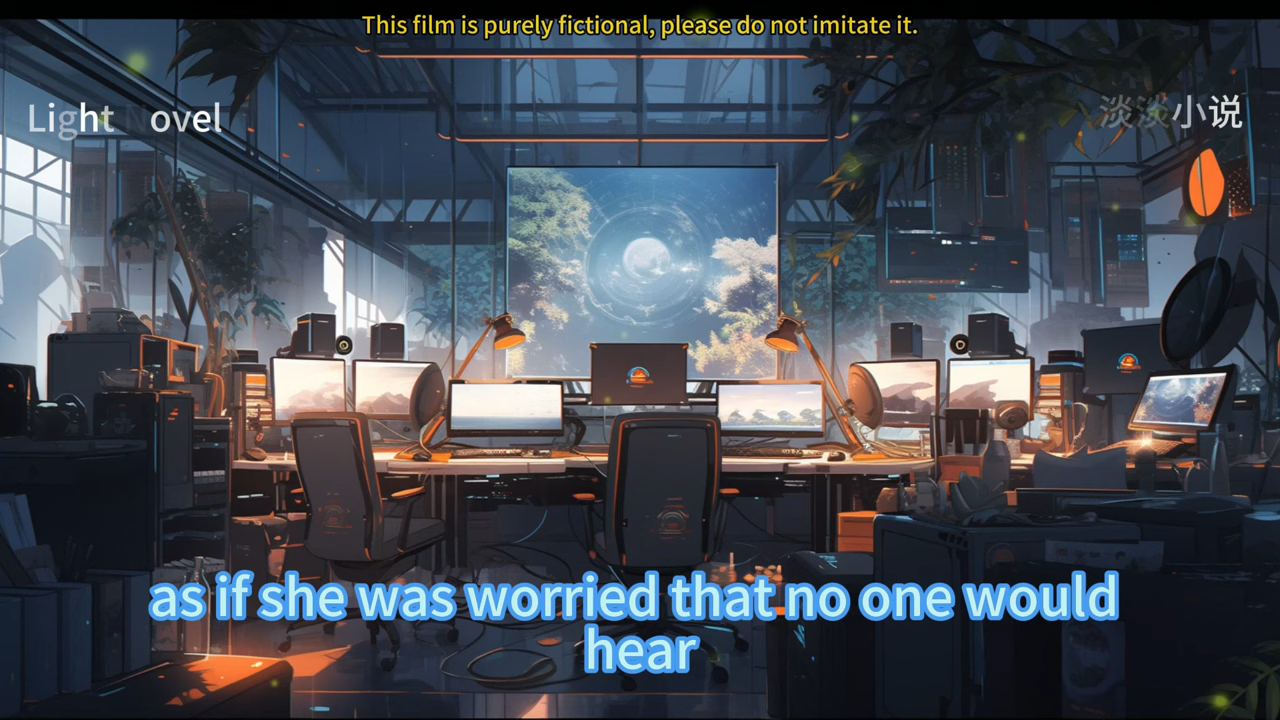 This film is purely fictional, please do not imitate it.
Light Novel
淡淡小说
as if she was worried that no one would
hear